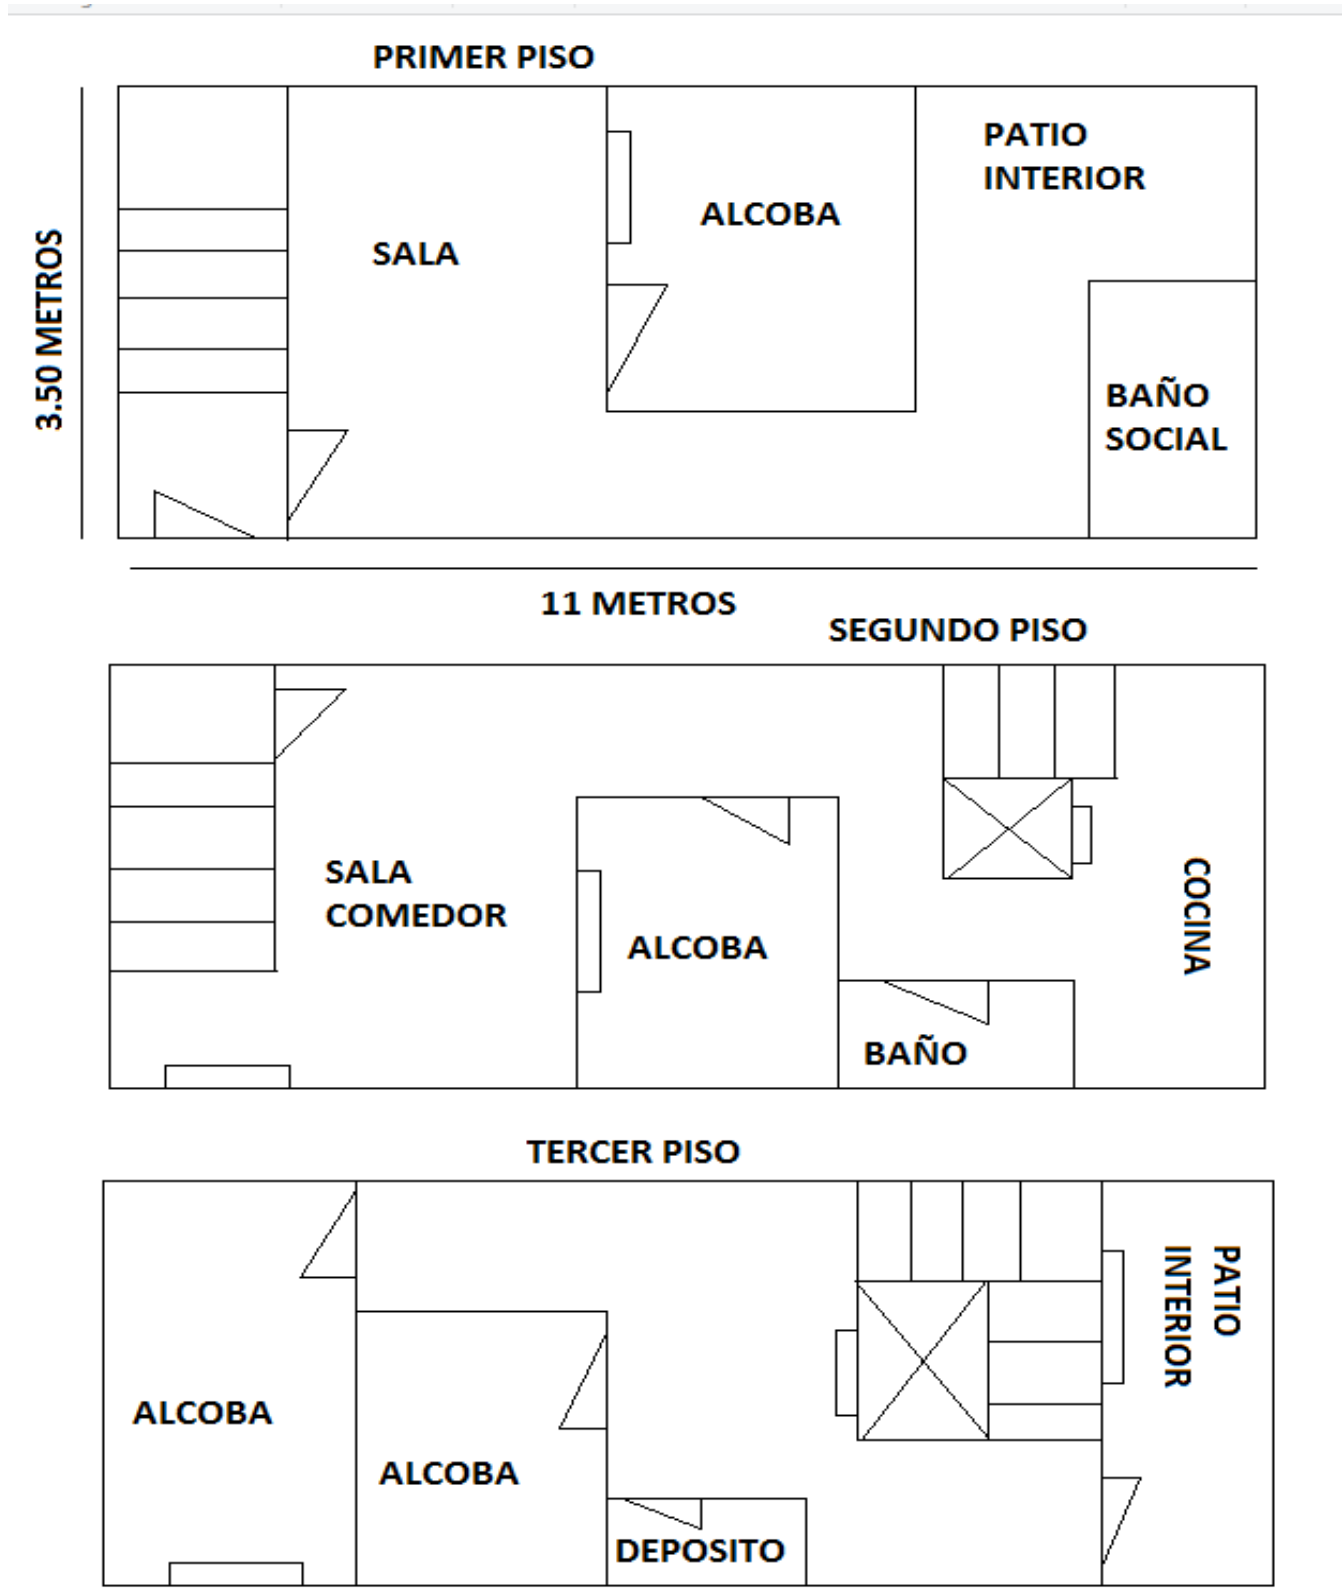 PRIMER PISO
PATIO
INTERIOR
ALCOBA
SALA
3.50 METROS
BAÑO
SOCIAL
11 METROS
SEGUNDO PISO
SALA
COMEDOR
ALCOBA
COCINA
BAÑO
TERCER PISO
PATIO
INTERIOR
ALCOBA
ALCOBA
DEPOSITO